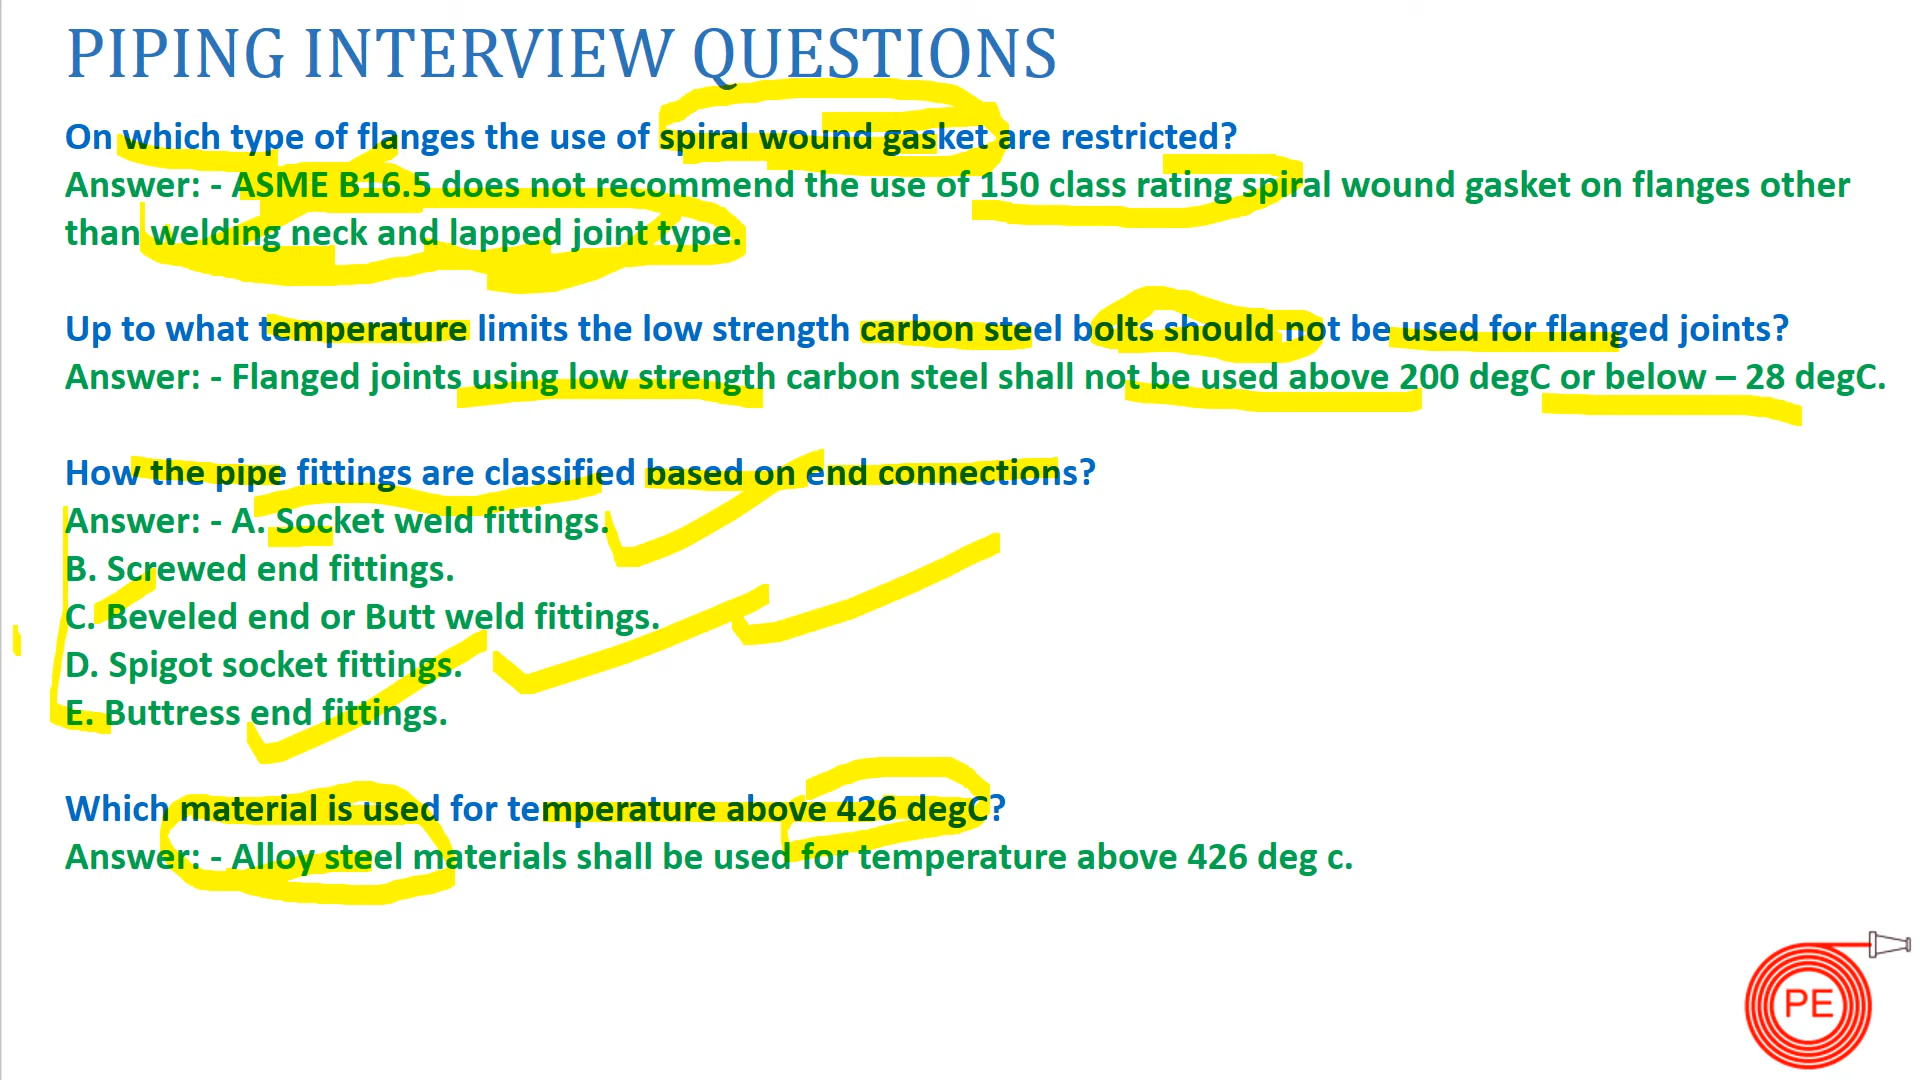 PIPING INTERVIEW QUESTIONS
On which type of flanges the use of spiral wound gasket are restricted?
Answer: - ASME B16.5 does not recommend the use of 150 class rating spiral wound gasket on flanges other
than welding neck and lapped joint type.
Up to what temperature limits the low strength carbon steel bolts should not be used for flanged joints?
Answer: - Flanged joints using low strength carbon steel shall not be used above 200 degC or below – 28 degC.
How the pipe fittings are classified based on end connections?
Answer: - A. Socket weld fittings.
B. Screwed end fittings.
C. Beveled end or Butt weld fittings.
D. Spigot socket fittings.
E. Buttress end fittings.
Which material is used for temperature above 426 degC?
Answer: - Alloy steel materials shall be used for temperature above 426 deg c.
PE